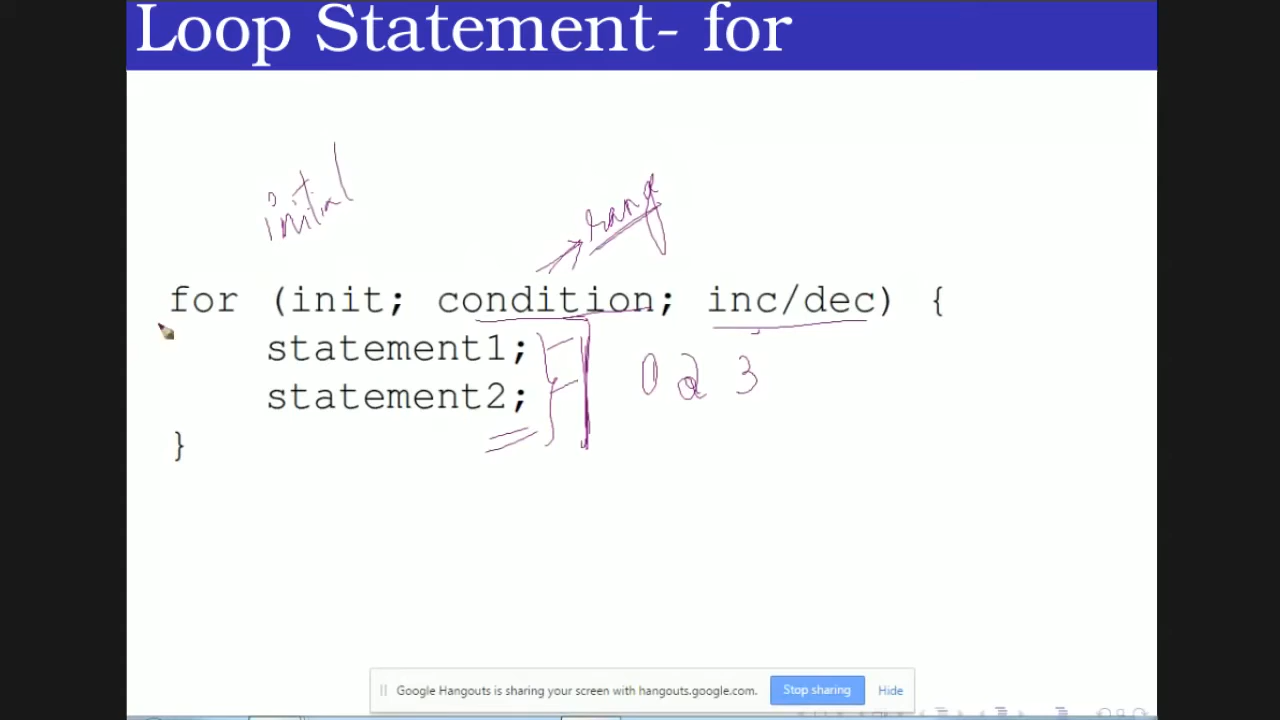 Loop Statement- for
initial
rang
for (init; condition; inc/dec) {
statement1;
0 2 3
statement2;
}
Google Hangouts is sharing your screen with hangouts.google.com. Stop sharing Hide